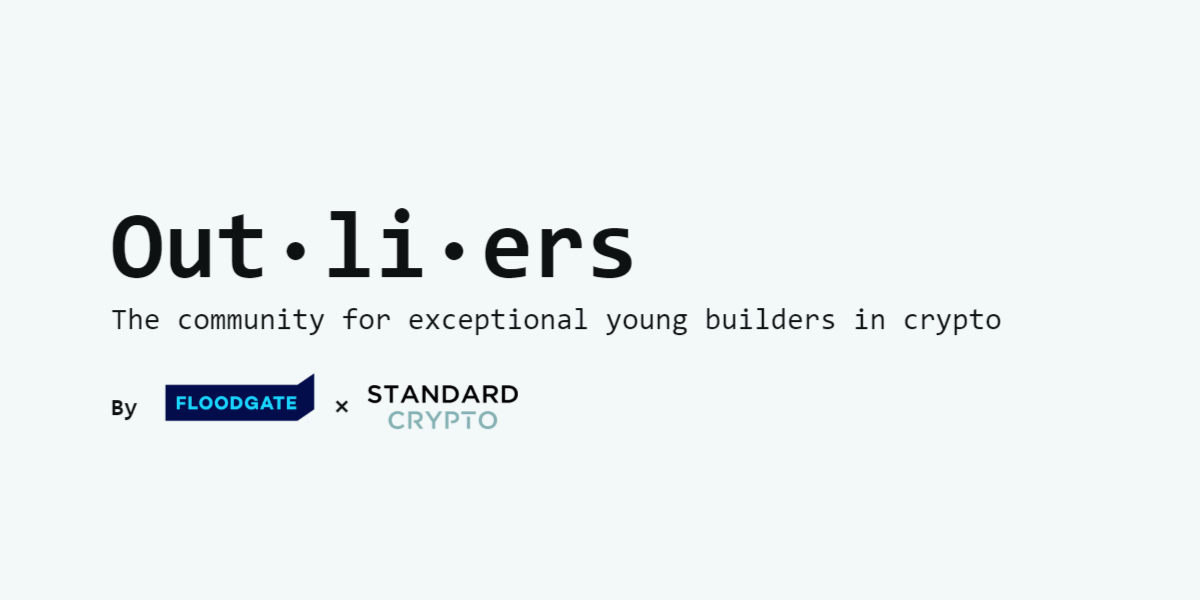 Out·li·ers
The community for exceptional young builders in crypto
By FLOODGATE × STANDARD
CRYPTO